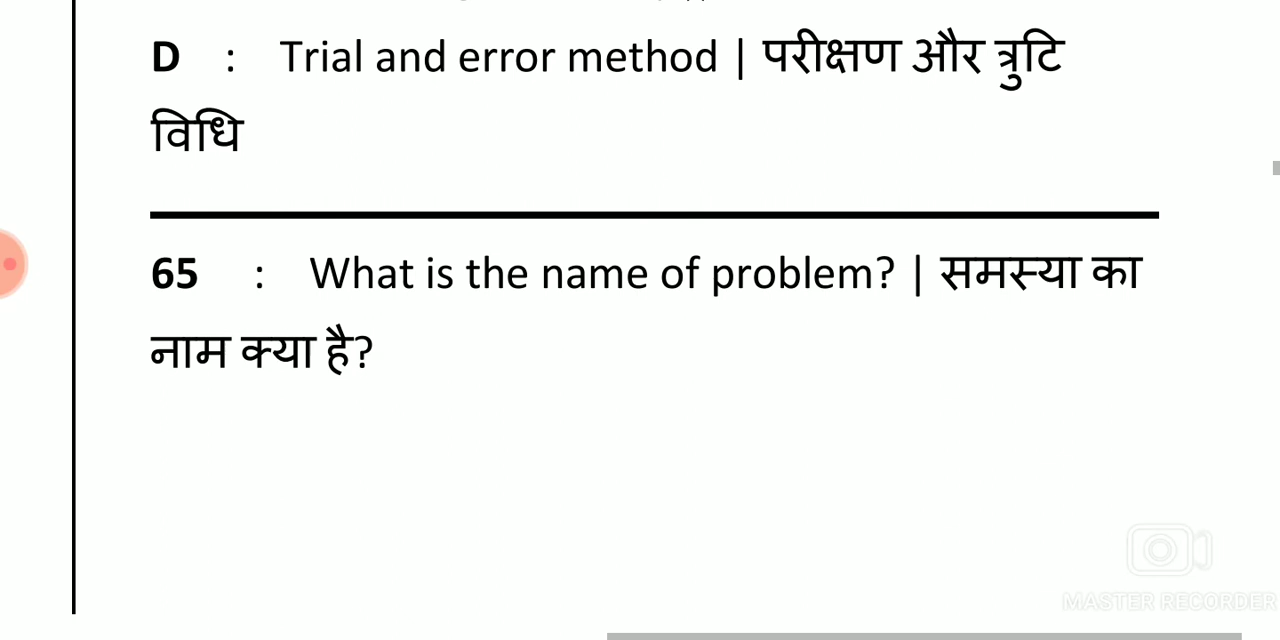 D : Trial and error method | परीक्षण और त्रुटि
विधि
65 : What is the name of problem? | समस्या का
नाम क्या है?
MASTER RECORDER